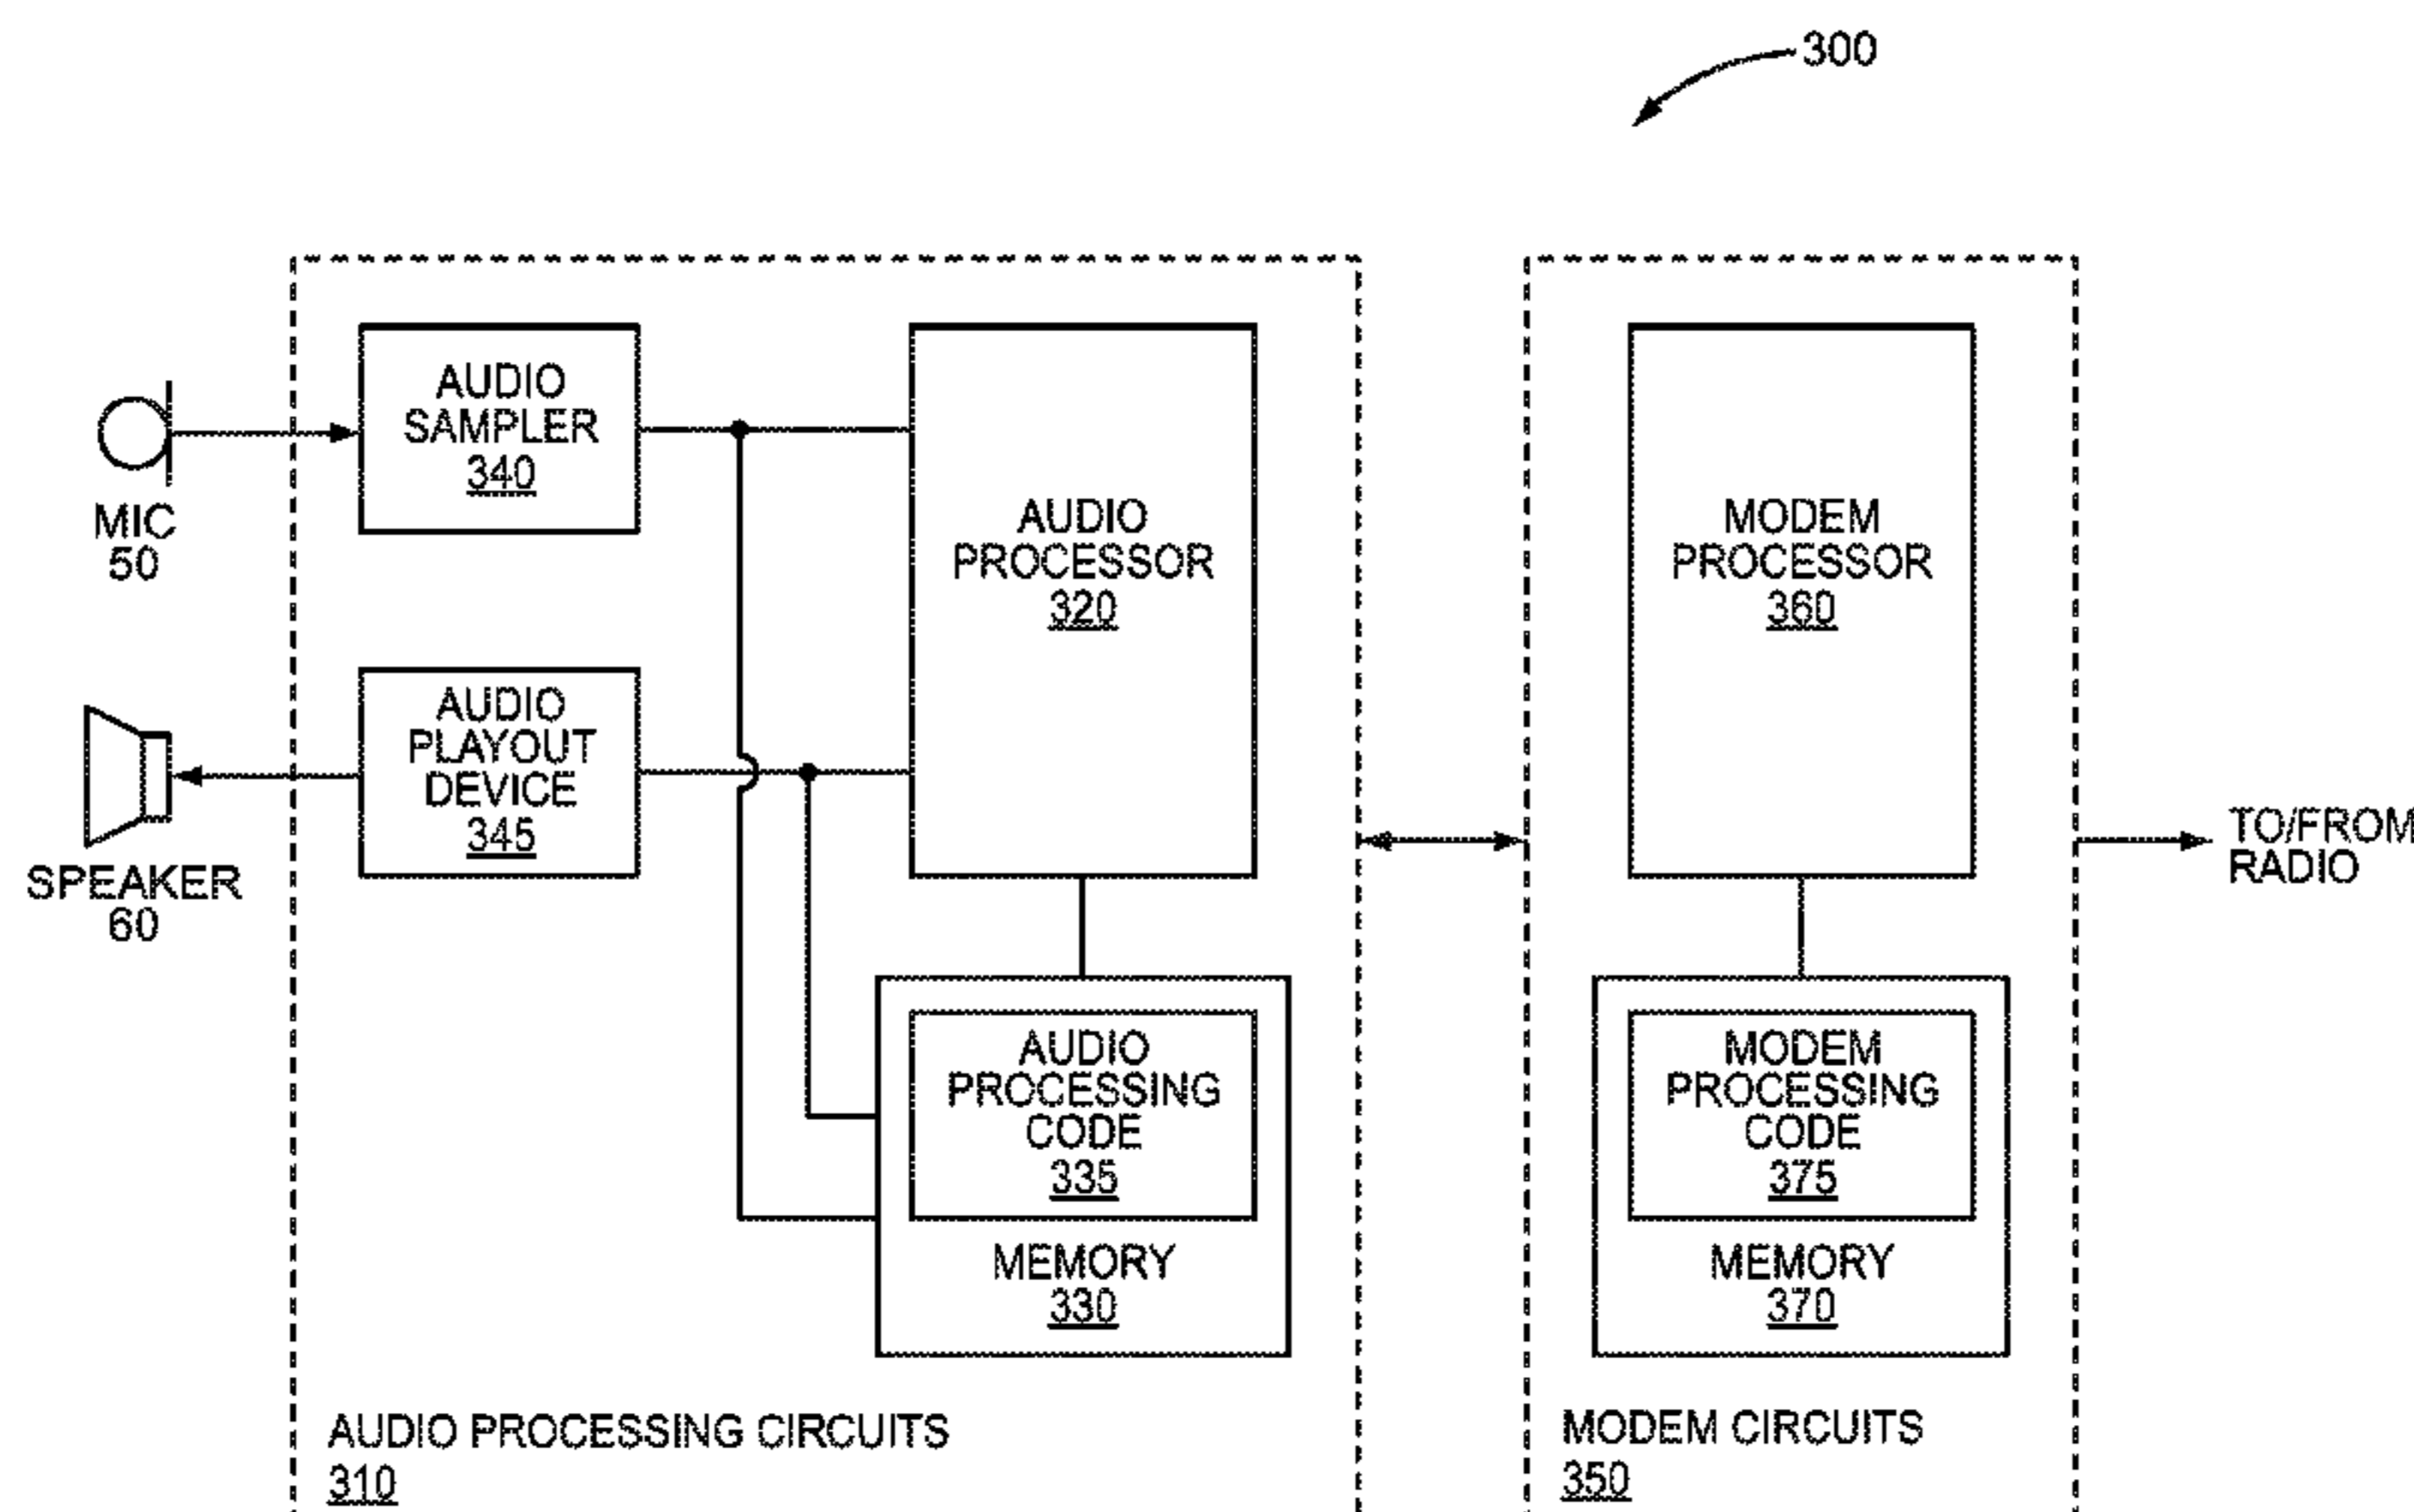 300
AUDIO
SAMPLER
340
MIC
50
AUDIO
PROCESSOR
320
MODEM
PROCESSOR
360
AUDIO
PLAYOUT
DEVICE
345
SPEAKER
60
TO/FROM
RADIO
AUDIO
PROCESSING
CODE
335
MEMORY
330
MODEM
PROCESSING
CODE
375
MEMORY
370
AUDIO PROCESSING CIRCUITS
310
MODEM CIRCUITS
350